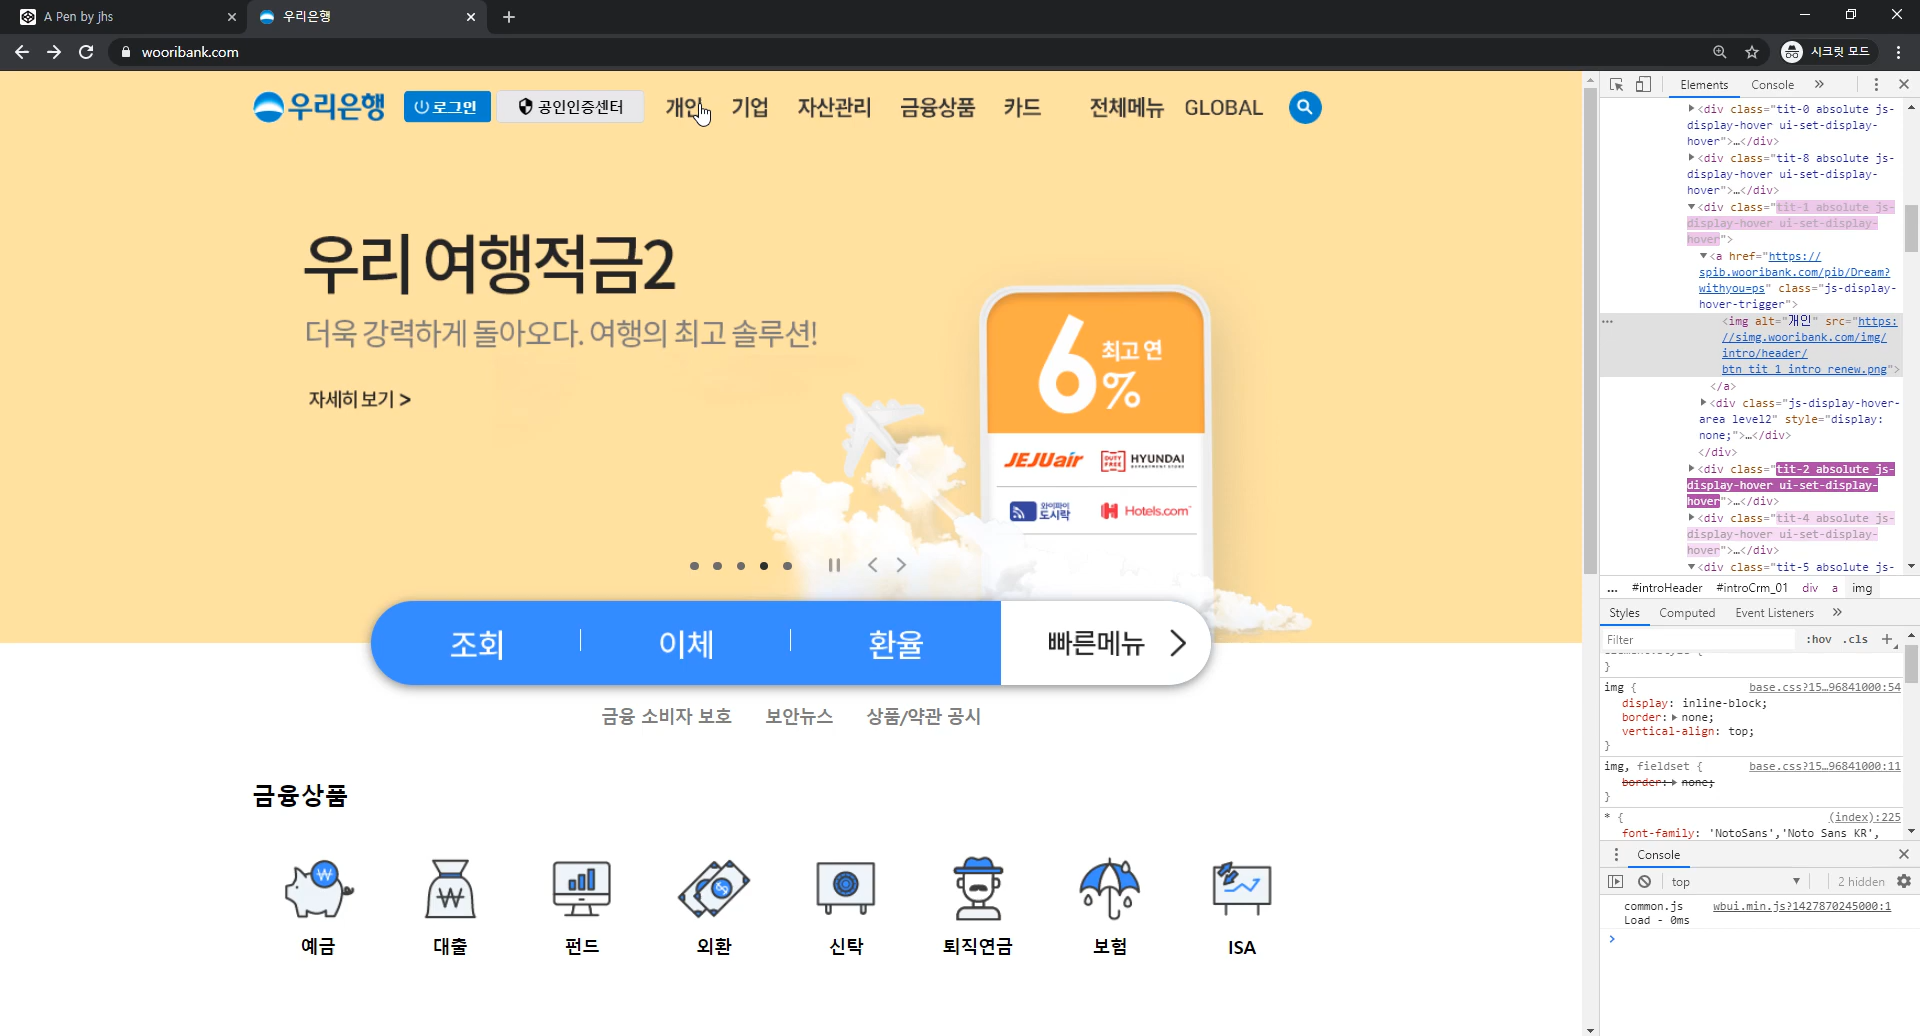 A Pen by jhs
우리은행
wooribank.com
시크릿 모드
우리은행
로그인
공인인증센터
개인
기업
자산관리
금융상품
카드
전체메뉴
GLOBAL
우리 여행적금2
더욱 강력하게 돌아오다. 여행의 최고 솔루션!
자세히 보기 >
6
최고 연
%
JEJUair
DUTY FREE
HYUNDAI
와이파이
도시락
Hotels.com
조회
이체
환율
빠른메뉴
금융 소비자 보호
보안뉴스
상품/약관 공시
금융상품
예금
대출
펀드
외환
신탁
퇴직연금
보험
ISA
Elements
Console
<div class="tit-0 absolute js-
display-hover ui-set-display-
hover">…</div>
<div class="tit-8 absolute js-
display-hover ui-set-display-
hover">…</div>
<div class="tit-1 absolute js-
display-hover ui-set-display-
hover">
<a href="https://
spib.wooribank.com/pib/Dream?
withyou=ps" class="js-display-
hover-trigger">
<img alt="개인" src="https:
//simg.wooribank.com/img/
intro/header/
btn_tit_1_intro_renew.png">
</a>
<div class="js-display-hover-
area level2" style="display:
none;">…</div>
</div>
<div class="tit-2 absolute js-
display-hover ui-set-display-
hover">…</div>
<div class="tit-4 absolute js-
display-hover ui-set-display-
hover">…</div>
<div class="tit-5 absolute js-
... #introHeader #introCrm_01 div a img
Styles Computed Event Listeners
Filter
:hov .cls +
}
img {
base.css?15…96841000:54
display: inline-block;
border: none;
vertical-align: top;
}
img, fieldset {
base.css?15…96841000:11
border: none;
}
* {
(index):225
font-family: 'NotoSans','Noto Sans KR',
Console
top
2 hidden
common.js
wbui.min.js?1427870245000:1
Load - 0ms